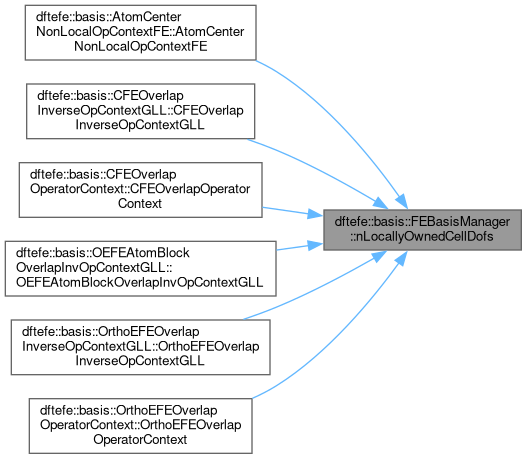 dftefe::basis::AtomCenter
NonLocalOpContextFE::AtomCenter
NonLocalOpContextFE
dftefe::basis::CFEOverlap
InverseOpContextGLL::CFEOverlap
InverseOpContextGLL
dftefe::basis::CFEOverlap
OperatorContext::CFEOverlapOperator
Context
dftefe::basis::FEBasisManager
::nLocallyOwnedCellDofs
dftefe::basis::OEFEAtomBlock
OverlapInvOpContextGLL::
OEFEAtomBlockOverlapInvOpContextGLL
dftefe::basis::OrthoEFEOverlap
InverseOpContextGLL::OrthoEFEOverlap
InverseOpContextGLL
dftefe::basis::OrthoEFEOverlap
OperatorContext::OrthoEFEOverlap
OperatorContext